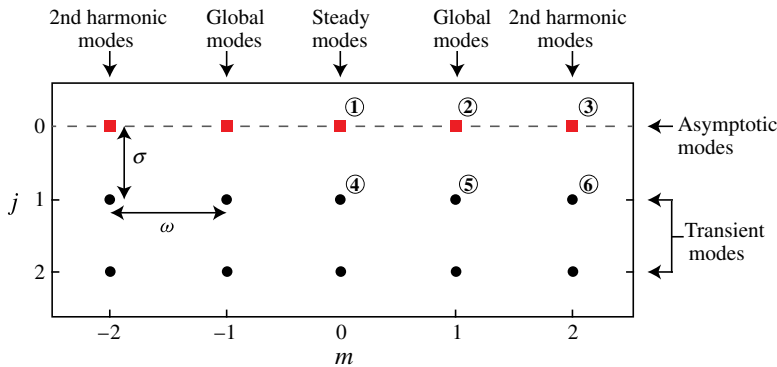 2nd harmonic
modes
Global
modes
Steady
modes
Global
modes
2nd harmonic
modes
① ② ③
0
Asymptotic
modes
σ
④ ⑤ ⑥
j 1
ω
Transient
modes
2
–2 –1 0 1 2
m